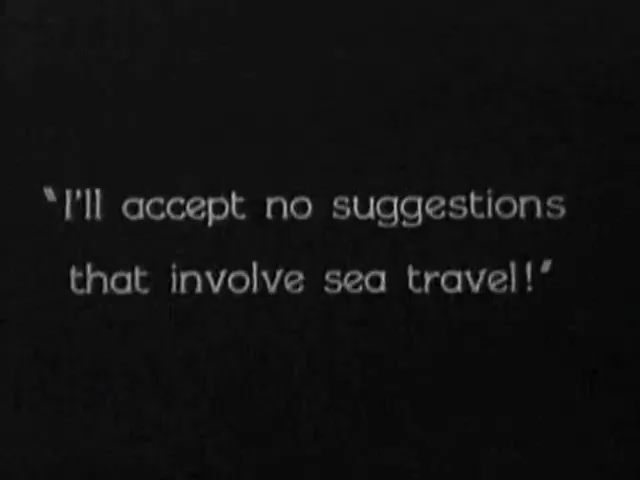 "I'll accept no suggestions
that involve sea travel!"